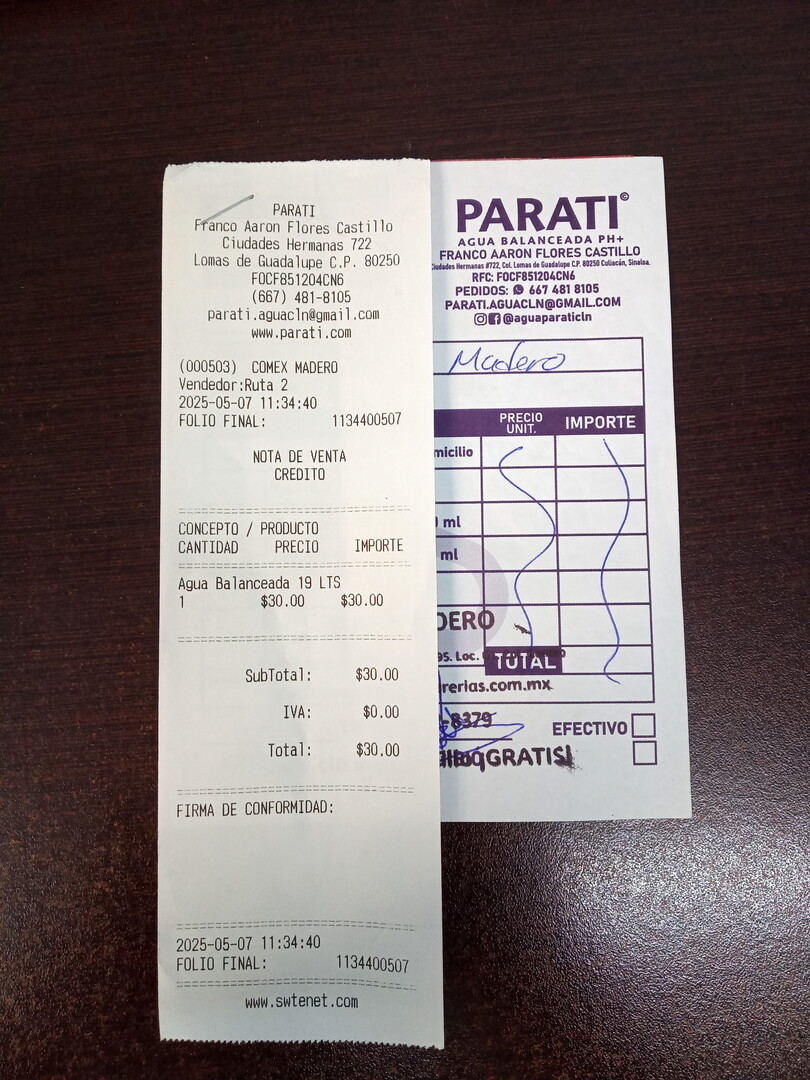 PARATI
Franco Aaron Flores Castillo
Ciudades Hermanas 722
Lomas de Guadalupe C.P. 80250
FOCF851204CN6
(667) 481-8105
parati.aguacln@gmail.com
www.parati.com
(000503) COMEX MADERO
Vendedor:Ruta 2
2025-05-07 11:34:40
FOLIO FINAL: 1134400507
NOTA DE VENTA
CREDITO
CONCEPTO / PRODUCTO
CANTIDAD PRECIO IMPORTE
Agua Balanceada 19 LTS
1 $30.00 $30.00
SubTotal: $30.00
IVA: $0.00
Total: $30.00
FIRMA DE CONFORMIDAD:
2025-05-07 11:34:40
FOLIO FINAL: 1134400507
www.swtenet.com
PARATI©
AGUA BALANCEADA PH+
FRANCO AARON FLORES CASTILLO
Ciudades Hermanas #722, Col. Lomas de Guadalupe C.P. 80250 Culiacán, Sinaloa.
RFC: FOCF851204CN6
PEDIDOS: 667 481 8105
PARATI.AGUACLN@GMAIL.COM
@aguaparaticln
Madero
PRECIO UNIT. IMPORTE
micilio
ml
ml
DERO
95. Loc.
TOTAL
rerias.com.mx
-8379
EFECTIVO
GRATIS!